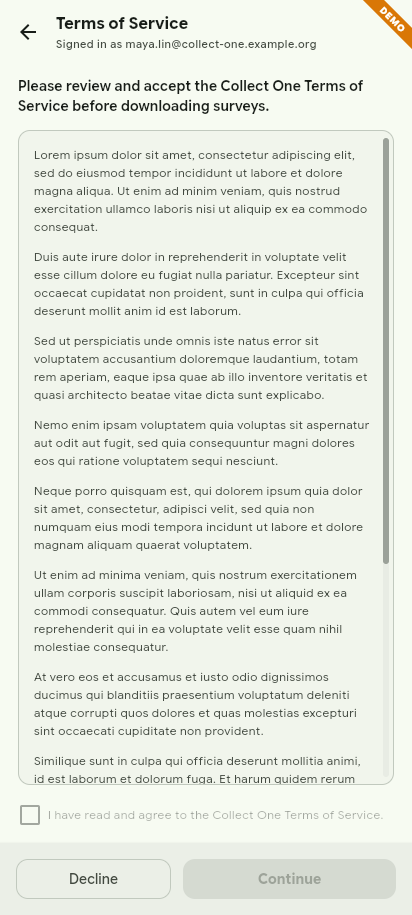 Terms of Service
Signed in as maya.lin@collect-one.example.org
DEMO
Please review and accept the Collect One Terms of
Service before downloading surveys.
Lorem ipsum dolor sit amet, consectetur adipiscing elit,
sed do eiusmod tempor incididunt ut labore et dolore
magna aliqua. Ut enim ad minim veniam, quis nostrud
exercitation ullamco laboris nisi ut aliquip ex ea commodo
consequat.
Duis aute irure dolor in reprehenderit in voluptate velit
esse cillum dolore eu fugiat nulla pariatur. Excepteur sint
occaecat cupidatat non proident, sunt in culpa qui officia
deserunt mollit anim id est laborum.
Sed ut perspiciatis unde omnis iste natus error sit
voluptatem accusantium doloremque laudantium, totam
rem aperiam, eaque ipsa quae ab illo inventore veritatis et
quasi architecto beatae vitae dicta sunt explicabo.
Nemo enim ipsam voluptatem quia voluptas sit aspernatur
aut odit aut fugit, sed quia consequuntur magni dolores
eos qui ratione voluptatem sequi nesciunt.
Neque porro quisquam est, qui dolorem ipsum quia dolor
sit amet, consectetur, adipisci velit, sed quia non
numquam eius modi tempora incidunt ut labore et dolore
magnam aliquam quaerat voluptatem.
Ut enim ad minima veniam, quis nostrum exercitationem
ullam corporis suscipit laboriosam, nisi ut aliquid ex ea
commodi consequatur. Quis autem vel eum iure
reprehenderit qui in ea voluptate velit esse quam nihil
molestiae consequatur.
At vero eos et accusamus et iusto odio dignissimos
ducimus qui blanditiis praesentium voluptatum deleniti
atque corrupti quos dolores et quas molestias excepturi
sint occaecati cupiditate non provident.
Similique sunt in culpa qui officia deserunt mollitia animi,
id est laborum et dolorum fuga. Et harum quidem rerum
I have read and agree to the Collect One Terms of Service.
Decline
Continue